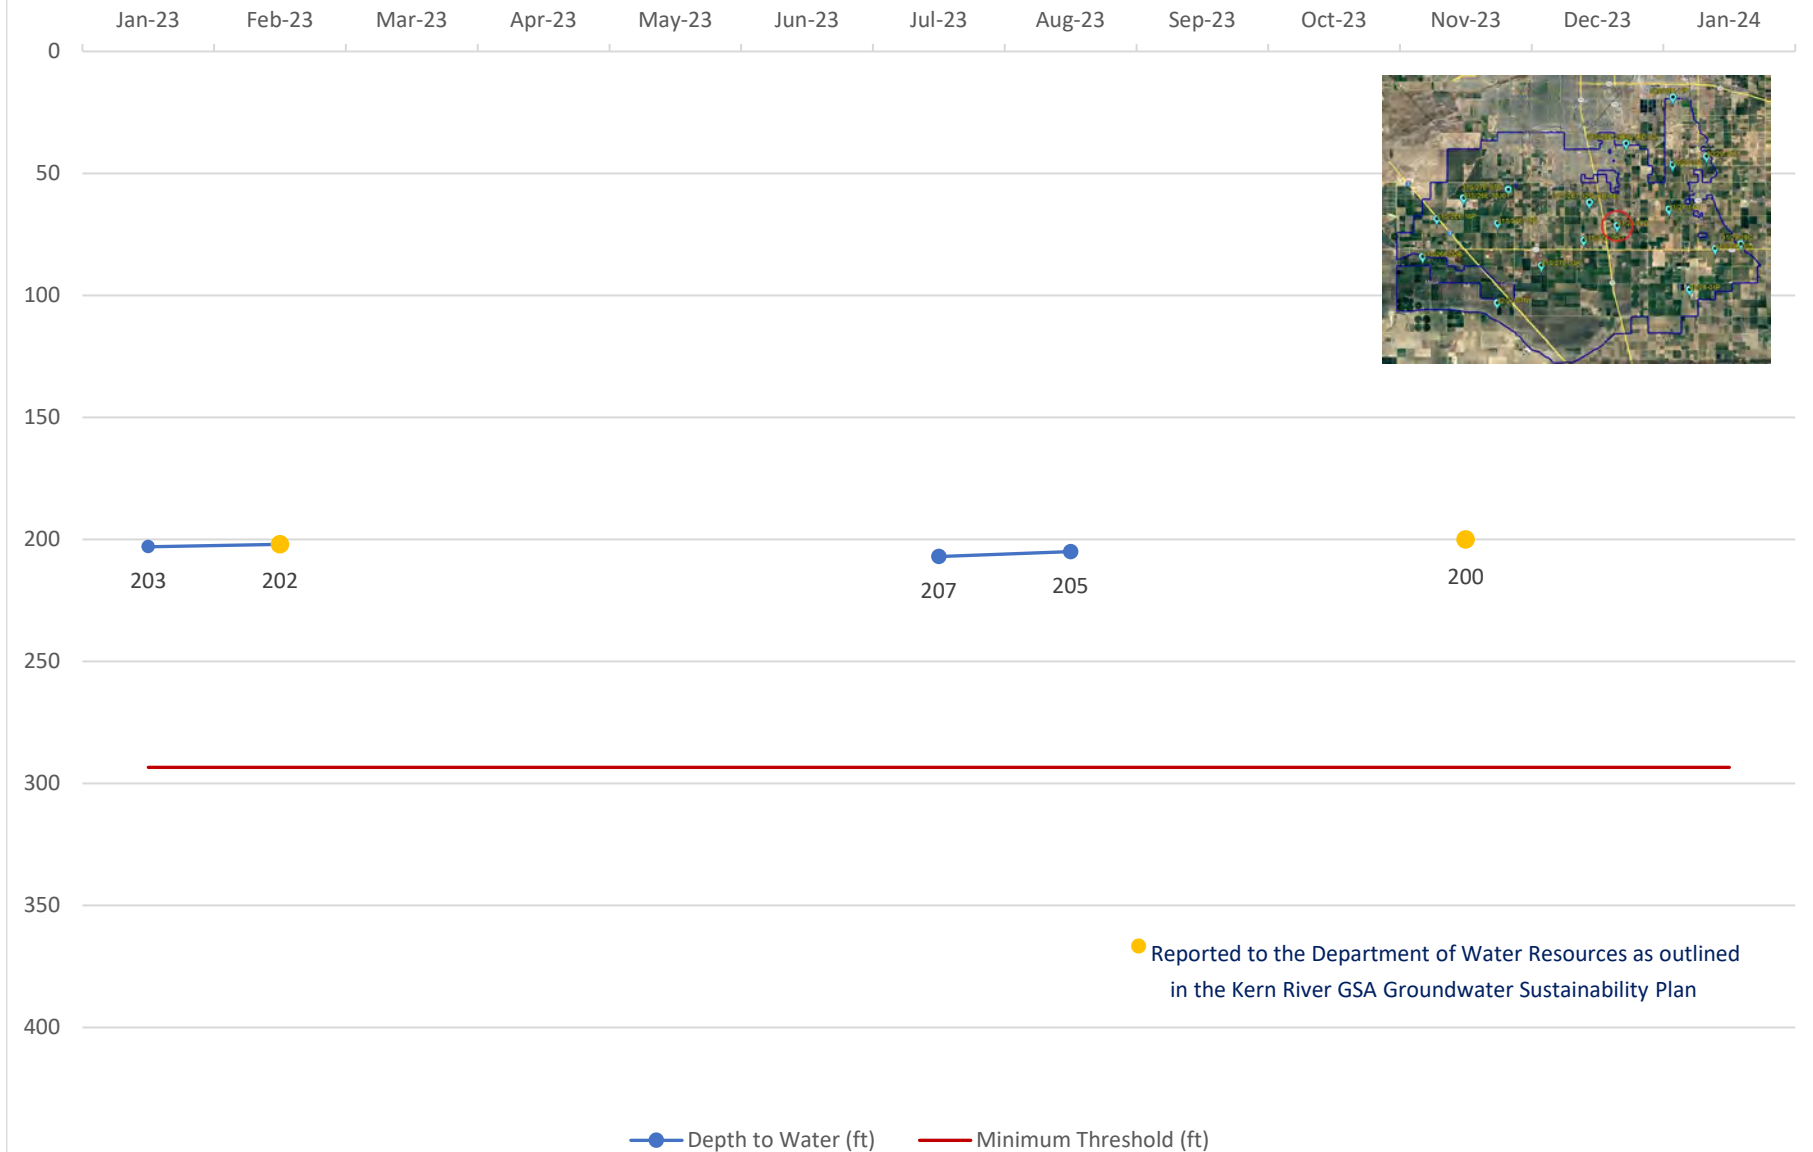 Jan-23 Feb-23 Mar-23 Apr-23 May-23 Jun-23 Jul-23 Aug-23 Sep-23 Oct-23 Nov-23 Dec-23 Jan-24
0
50
100
150
200
203 202 207 205 200
250
300
350
Reported to the Department of Water Resources as outlined
in the Kern River GSA Groundwater Sustainability Plan
400
Depth to Water (ft) Minimum Threshold (ft)